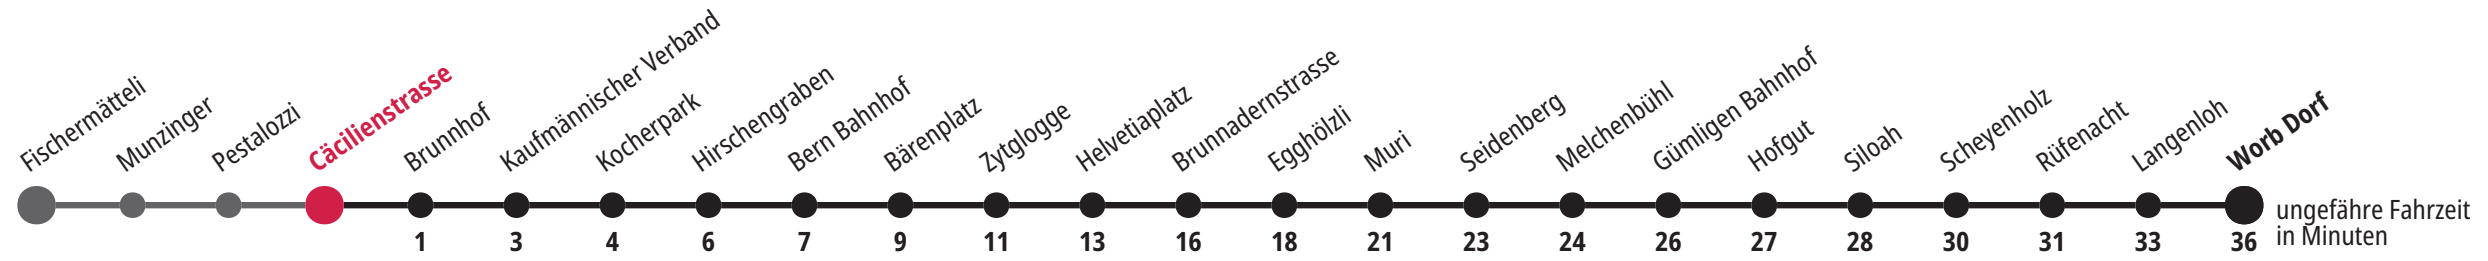 Fischermätteli
Munzinger
Pestalozzi
Cäcilienstrasse
Brunnhof
Kaufmännischer Verband
Kocherpark
Hirschengraben
Bern Bahnhof
Bärenplatz
Zytglogge
Helvetiaplatz
Brunnadernstrasse
Egghölzli
Muri
Seidenberg
Melchenbühl
Gümligen Bahnhof
Hofgut
Siloah
Scheyenholz
Rüfenacht
Langenloh
Worb Dorf
1 3 4 6 7 9 11 13 16 18 21 23 24 26 27 28 30 31 33 36
ungefähre Fahrzeit
in Minuten